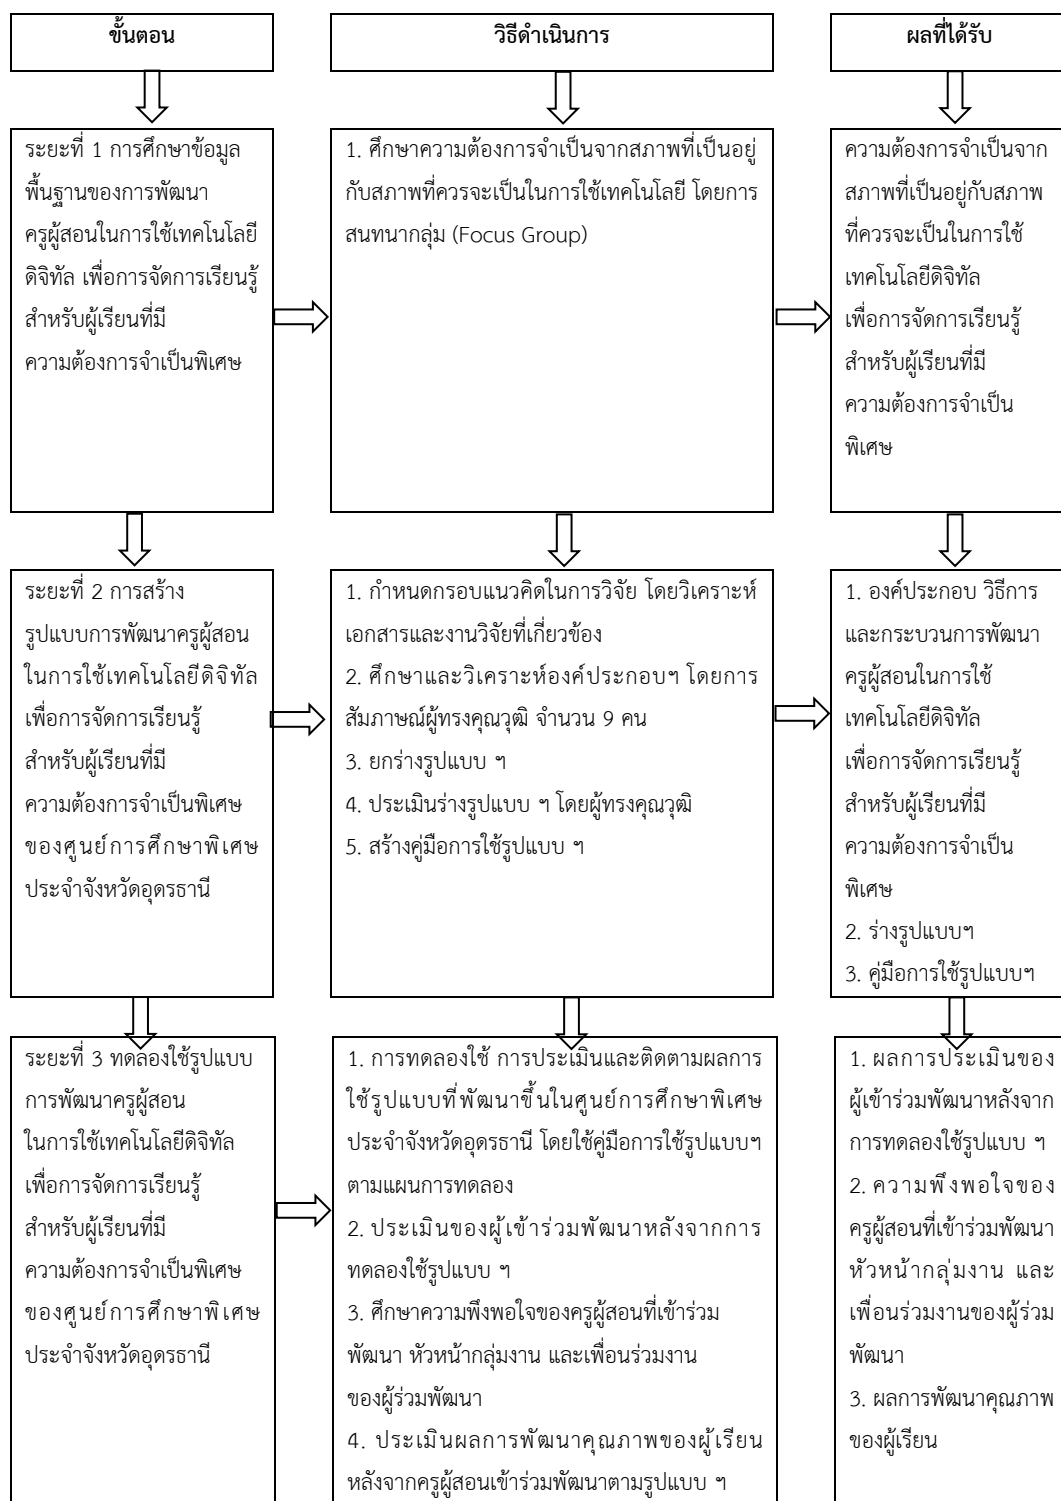 ขั้นตอน
วิธีดำเนินการ
ผลที่ได้รับ
ระยะที่ 1 การศึกษาข้อมูล
พื้นฐานของการพัฒนา
ครูผู้สอนในการใช้เทคโนโลยี
ดิจิทัล เพื่อการจัดการเรียนรู้
สำหรับผู้เรียนที่มี
ความต้องการจำเป็นพิเศษ
1. ศึกษาความต้องการจำเป็นจากสภาพที่เป็นอยู่
กับสภาพที่ควรจะเป็นในการใช้เทคโนโลยี โดยการ
สนทนากลุ่ม (Focus Group)
ความต้องการจำเป็นจาก
สภาพที่เป็นอยู่กับสภาพ
ที่ควรจะเป็นในการใช้
เทคโนโลยีดิจิทัล
เพื่อการจัดการเรียนรู้
สำหรับผู้เรียนที่มี
ความต้องการจำเป็น
พิเศษ
ระยะที่ 2 การสร้าง
รูปแบบการพัฒนาครูผู้สอน
ในการใช้เทคโนโลยีดิจิทัล
เพื่อการจัดการเรียนรู้
สำหรับผู้เรียนที่มี
ความต้องการจำเป็นพิเศษ
ของศูนย์การศึกษาพิเศษ
ประจำจังหวัดอุดรธานี
1. กำหนดกรอบแนวคิดในการวิจัย โดยวิเคราะห์
เอกสารและงานวิจัยที่เกี่ยวข้อง
2. ศึกษาและวิเคราะห์องค์ประกอบฯ โดยการ
สัมภาษณ์ผู้ทรงคุณวุฒิ จำนวน 9 คน
3. ยกร่างรูปแบบ ฯ
4. ประเมินร่างรูปแบบ ฯ โดยผู้ทรงคุณวุฒิ
5. สร้างคู่มือการใช้รูปแบบ ฯ
1. องค์ประกอบ วิธีการ
และกระบวนการพัฒนา
ครูผู้สอนในการใช้
เทคโนโลยีดิจิทัล
เพื่อการจัดการเรียนรู้
สำหรับผู้เรียนที่มี
ความต้องการจำเป็น
พิเศษ
2. ร่างรูปแบบฯ
3. คู่มือการใช้รูปแบบฯ
ระยะที่ 3 ทดลองใช้รูปแบบ
การพัฒนาครูผู้สอน
ในการใช้เทคโนโลยีดิจิทัล
เพื่อการจัดการเรียนรู้
สำหรับผู้เรียนที่มี
ความต้องการจำเป็นพิเศษ
ของศูนย์การศึกษาพิเศษ
ประจำจังหวัดอุดรธานี
1. การทดลองใช้ การประเมินและติดตามผลการ
ใช้รูปแบบที่พัฒนาขึ้นในศูนย์การศึกษาพิเศษ
ประจำจังหวัดอุดรธานี โดยใช้คู่มือการใช้รูปแบบฯ
ตามแผนการทดลอง
2. ประเมินของผู้เข้าร่วมพัฒนาหลังจากการ
ทดลองใช้รูปแบบ ฯ
3. ศึกษาความพึงพอใจของครูผู้สอนที่เข้าร่วม
พัฒนา หัวหน้ากลุ่มงาน และเพื่อนร่วมงาน
ของผู้ร่วมพัฒนา
4. ประเมินผลการพัฒนาคุณภาพของผู้เรียน
หลังจากครูผู้สอนเข้าร่วมพัฒนาตามรูปแบบ ฯ
1. ผลการประเมินของ
ผู้เข้าร่วมพัฒนาหลังจาก
การทดลองใช้รูปแบบ ฯ
2. ความพึงพอใจของ
ครูผู้สอนที่เข้าร่วมพัฒนา
หัวหน้ากลุ่มงาน และ
เพื่อนร่วมงานของผู้ร่วม
พัฒนา
3. ผลการพัฒนาคุณภาพ
ของผู้เรียน